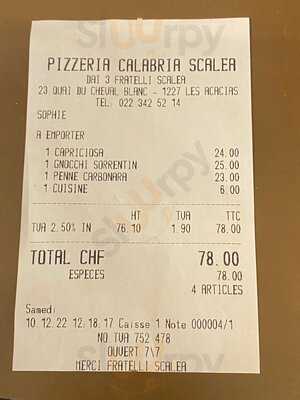 PIZZERIA CALABRIA SCALEA
DAI 3 FRATELLI SCALEA
23 QUAI DU CHEVAL BLANC - 1227 LES ACACIAS
TEL. 022 342 52 14
SOPHIE
A EMPORTER
1 CAPRICIOSA 24.00
1 GNOCCHI SORRENTIN 25.00
1 PENNE CARBONARA 23.00
1 CUISINE 6.00
HT TVA TTC
TVA 2.50% IN 76.10 1.90 78.00
TOTAL CHF 78.00
ESPECES 78.00
4 ARTICLES
Samedi
10.12.22 12.18.17 Caisse 1 Note 000004/1
NO TVA 752 478
OUVERT 7\7
MERCI FRATELLI SCALEA
sluurpy
sluurpy
sluurpy